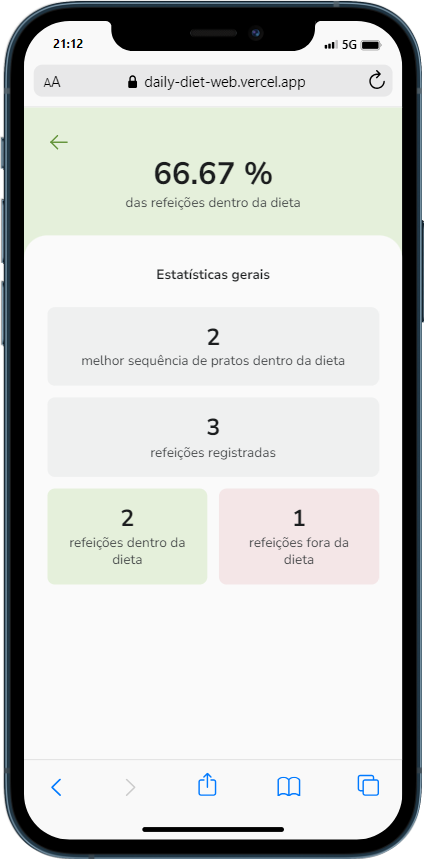 21:12
5G
AA
daily-diet-web.vercel.app
66.67 %
das refeições dentro da dieta
Estatísticas gerais
2
melhor sequência de pratos dentro da dieta
3
refeições registradas
2
refeições dentro da
dieta
1
refeições fora da
dieta